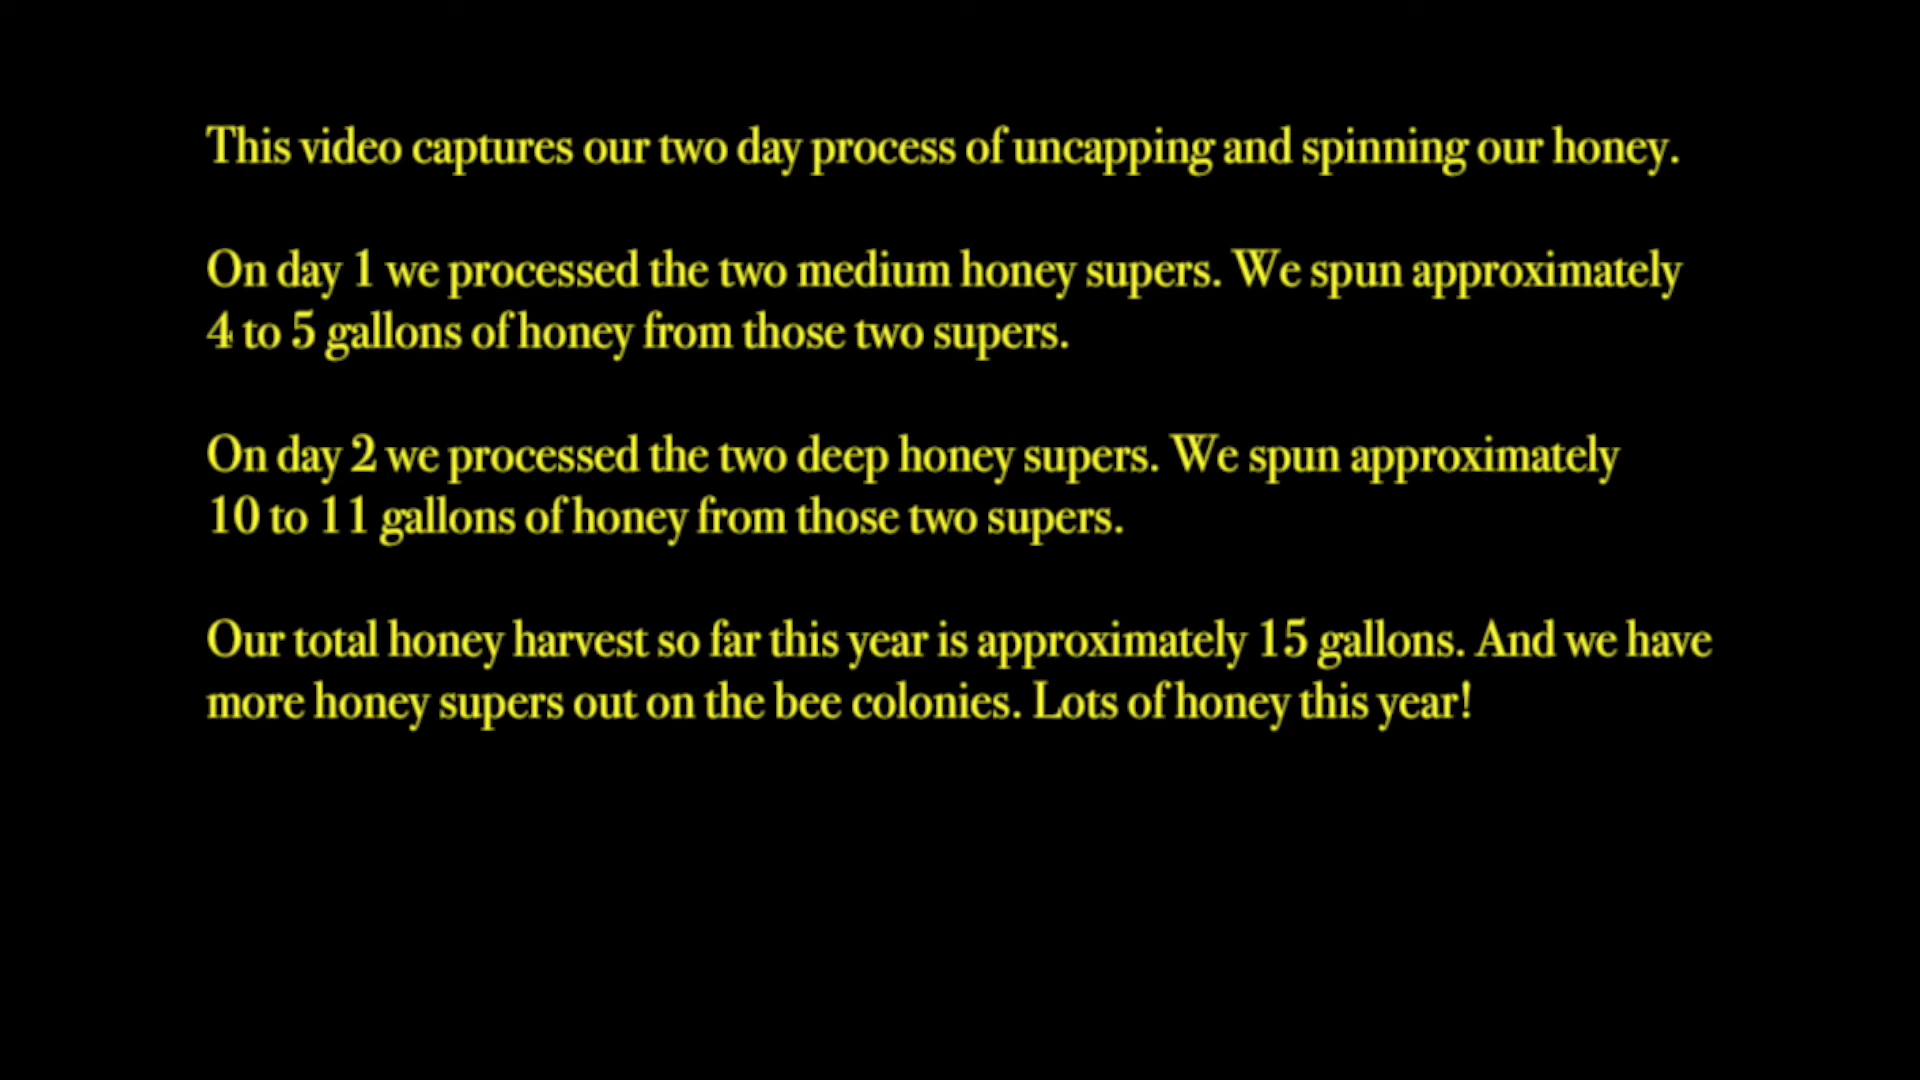 This video captures our two day process of uncapping and spinning our honey.
On day 1 we processed the two medium honey supers. We spun approximately
4 to 5 gallons of honey from those two supers.
On day 2 we processed the two deep honey supers. We spun approximately
10 to 11 gallons of honey from those two supers.
Our total honey harvest so far this year is approximately 15 gallons. And we have
more honey supers out on the bee colonies. Lots of honey this year!